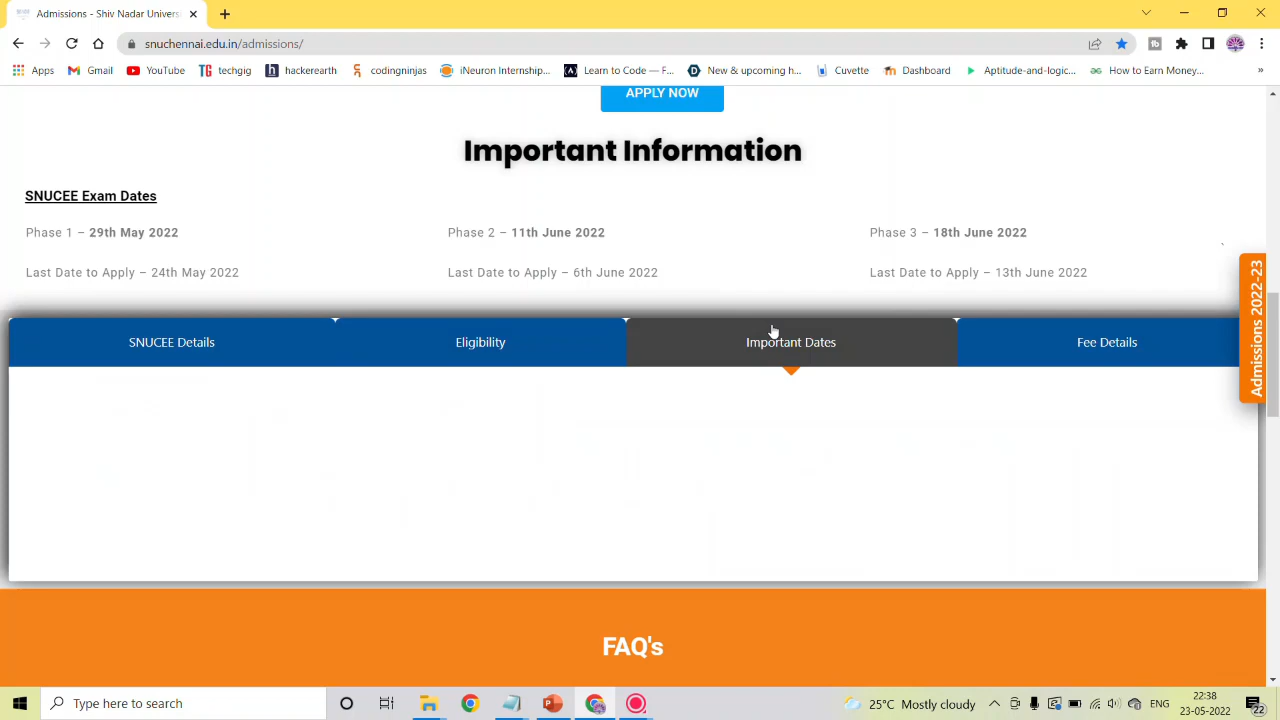 Admissions - Shiv Nadar Univers
snuchennai.edu.in/admissions/
Apps Gmail YouTube techgig hackerearth codingninjas iNeuron Internship... Learn to Code — F... New & upcoming h... Cuvette Dashboard Aptitude-and-logic... How to Earn Money... »
APPLY NOW
Important Information
SNUCEE Exam Dates
Phase 1 – 29th May 2022 Phase 2 – 11th June 2022 Phase 3 – 18th June 2022
Last Date to Apply – 24th May 2022 Last Date to Apply – 6th June 2022 Last Date to Apply – 13th June 2022
Admissions 2022-23
SNUCEE Details Eligibility Important Dates Fee Details
FAQ's
Type here to search 25°C Mostly cloudy ENG 22:38
23-05-2022 22